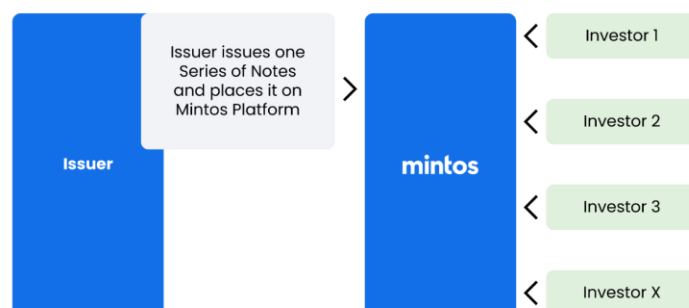 Issuer issues one
Series of Notes
and places it on
Mintos Platform
Issuer
mintos
Investor 1
Investor 2
Investor 3
Investor X